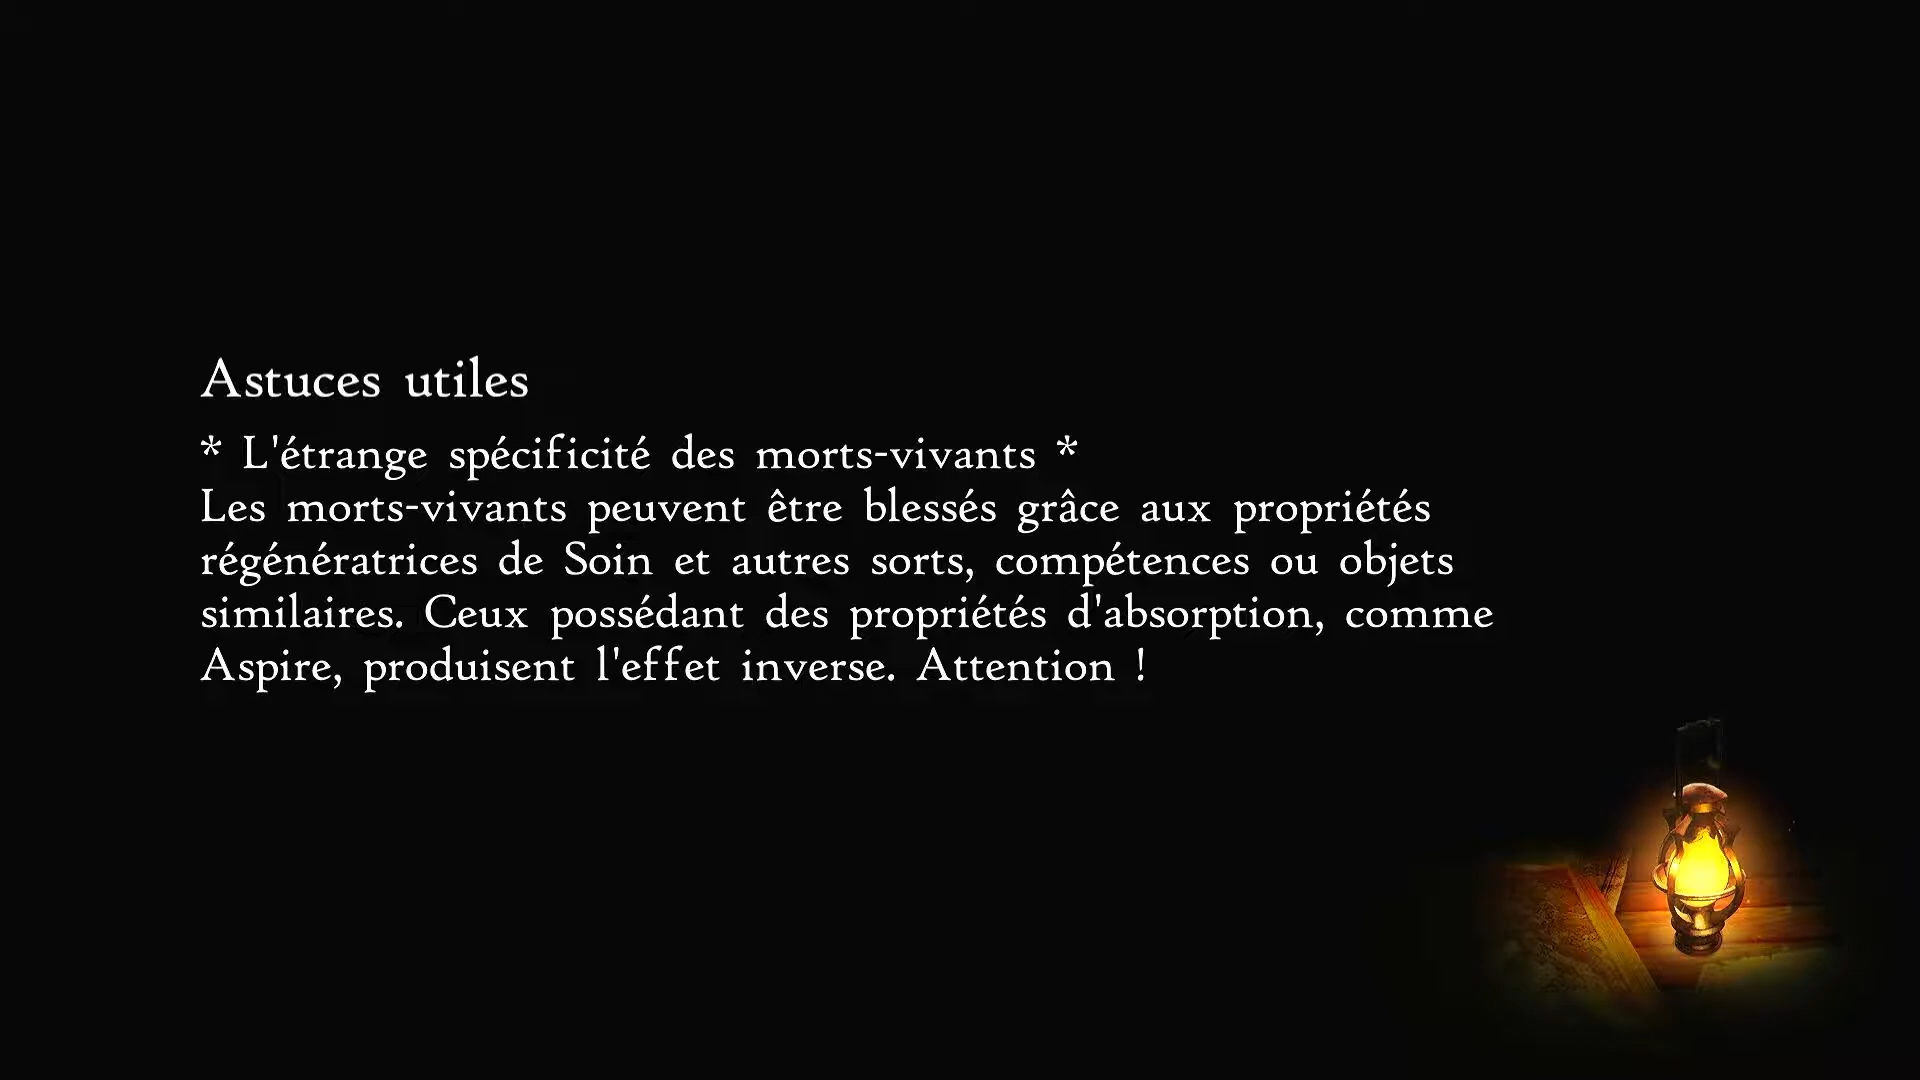 Astuces utiles
* L'étrange spécificité des morts-vivants *
Les morts-vivants peuvent être blessés grâce aux propriétés
régénératrices de Soin et autres sorts, compétences ou objets
similaires. Ceux possédant des propriétés d'absorption, comme
Aspire, produisent l'effet inverse. Attention !